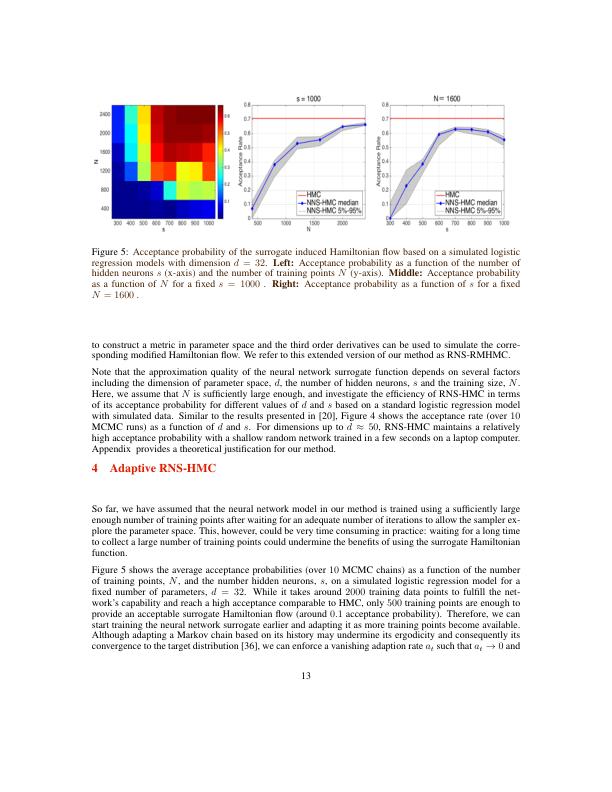 s = 1000
N = 1600
2400
2000
1600
1200
800
400
N
300 400 500 600 700 800 900 1000
s
0.6
0.5
0.4
0.3
0.2
0.1
0.8
0.7
0.6
0.5
0.4
0.3
0.2
0.1
0
Acceptance Rate
HMC
NNS-HMC median
NNS-HMC 5%-95%
500 1000 1500 2000
N
0.8
0.7
0.6
0.5
0.4
0.3
0.2
0.1
0
Acceptance Rate
HMC
NNS-HMC median
NNS-HMC 5%-95%
300 400 500 600 700 800 900 1000
s
Figure 5: Acceptance probability of the surrogate induced Hamiltonian flow based on a simulated logistic
regression models with dimension d = 32. Left: Acceptance probability as a function of the number of
hidden neurons s (x-axis) and the number of training points N (y-axis). Middle: Acceptance probability
as a function of N for a fixed s = 1000 . Right: Acceptance probability as a function of s for a fixed
N = 1600 .
to construct a metric in parameter space and the third order derivatives can be used to simulate the corre-
sponding modified Hamiltonian flow. We refer to this extended version of our method as RNS-RMHMC.
Note that the approximation quality of the neural network surrogate function depends on several factors
including the dimension of parameter space, d, the number of hidden neurons, s and the training size, N.
Here, we assume that N is sufficiently large enough, and investigate the efficiency of RNS-HMC in terms
of its acceptance probability for different values of d and s based on a standard logistic regression model
with simulated data. Similar to the results presented in [20], Figure 4 shows the acceptance rate (over 10
MCMC runs) as a function of d and s. For dimensions up to d ≈ 50, RNS-HMC maintains a relatively
high acceptance probability with a shallow random network trained in a few seconds on a laptop computer.
Appendix provides a theoretical justification for our method.
4 Adaptive RNS-HMC
So far, we have assumed that the neural network model in our method is trained using a sufficiently large
enough number of training points after waiting for an adequate number of iterations to allow the sampler ex-
plore the parameter space. This, however, could be very time consuming in practice: waiting for a long time
to collect a large number of training points could undermine the benefits of using the surrogate Hamiltonian
function.
Figure 5 shows the average acceptance probabilities (over 10 MCMC chains) as a function of the number
of training points, N, and the number hidden neurons, s, on a simulated logistic regression model for a
fixed number of parameters, d = 32. While it takes around 2000 training data points to fulfill the net-
work's capability and reach a high acceptance comparable to HMC, only 500 training points are enough to
provide an acceptable surrogate Hamiltonian flow (around 0.1 acceptance probability). Therefore, we can
start training the neural network surrogate earlier and adapting it as more training points become available.
Although adapting a Markov chain based on its history may undermine its ergodicity and consequently its
convergence to the target distribution [36], we can enforce a vanishing adaption rate a_t such that a_t → 0 and
13